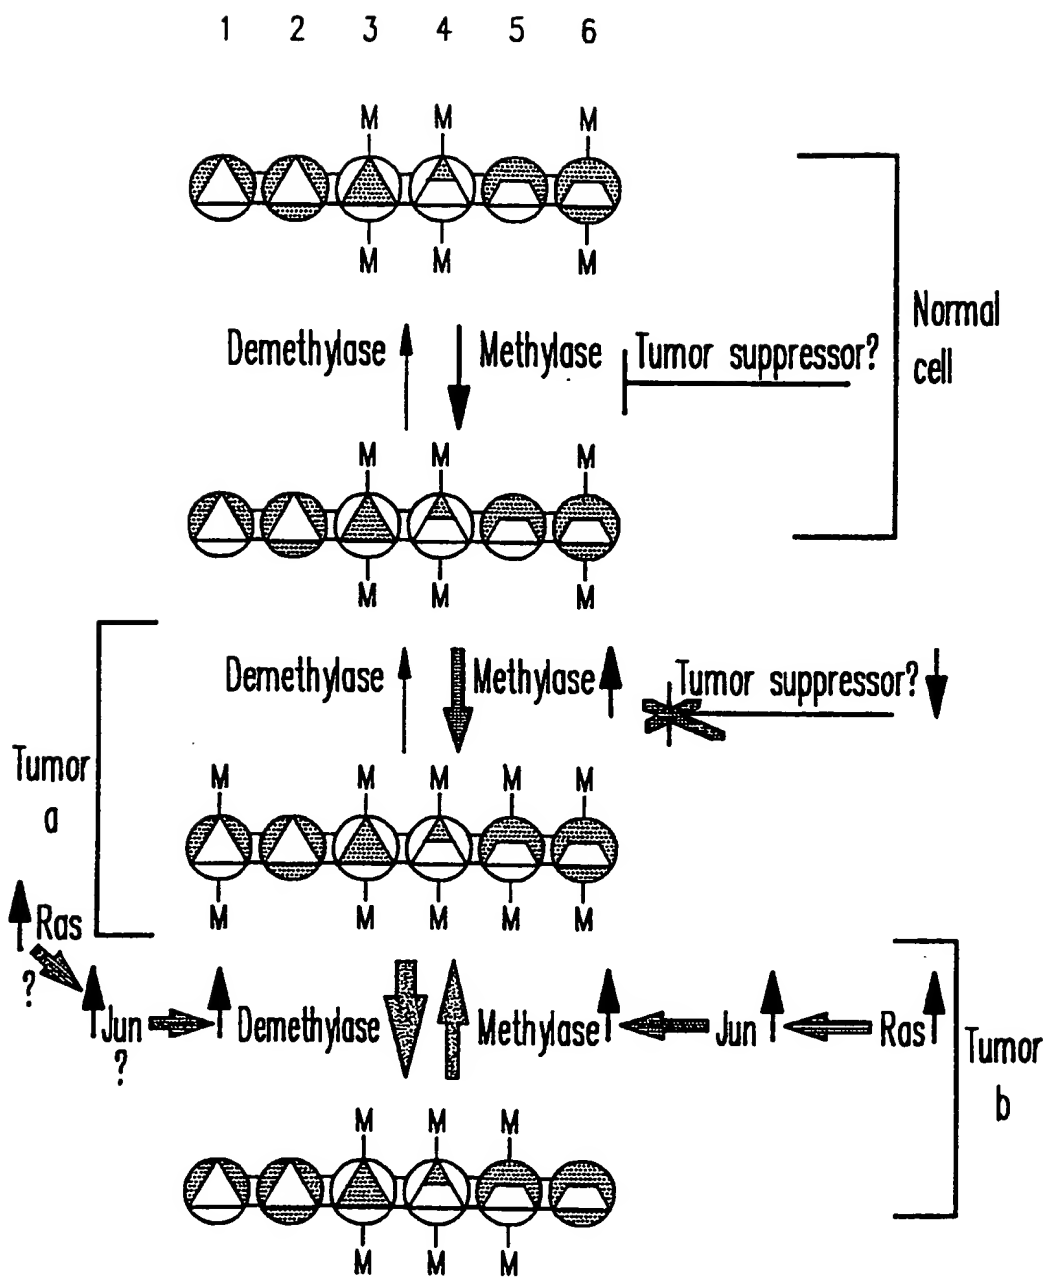 1 2 3 4 5 6
M M M
M M M
Normal
cell
Demethylase Methylase Tumor suppressor?
M M M
M M M
Demethylase Methylase Tumor suppressor?
Tumor
a
M M M M M
M M M M M
Ras
?
Jun Demethylase Methylase Jun Ras
?
Tumor
b
M M M
M M M